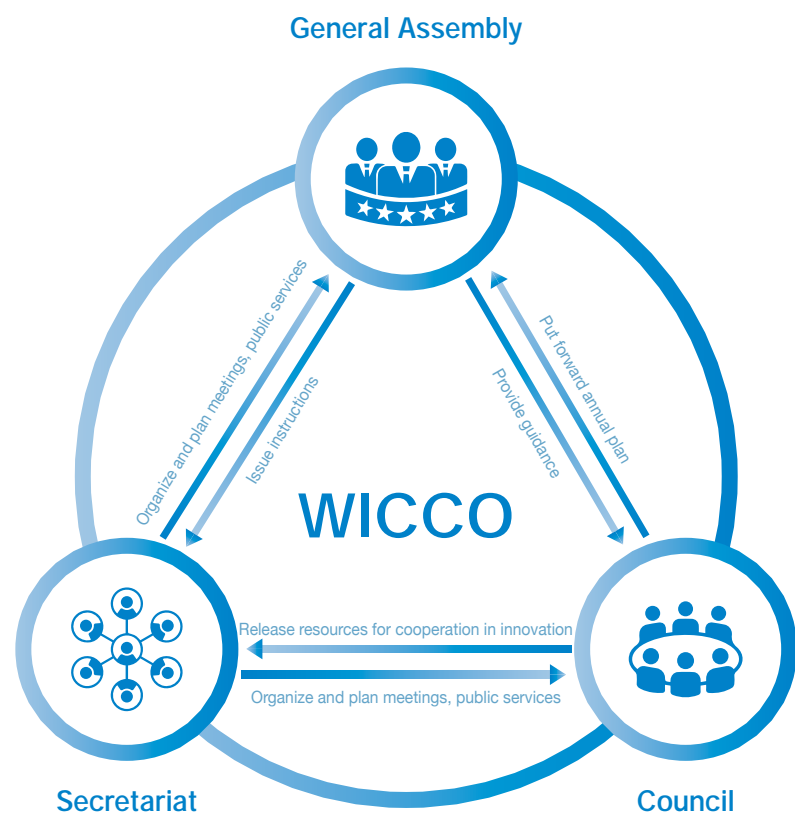 General Assembly
Organize and plan meetings, public services
Issue instructions
Put forward annual plan
Provide guidance
WICCO
Release resources for cooperation in innovation
Organize and plan meetings, public services
Secretariat
Council